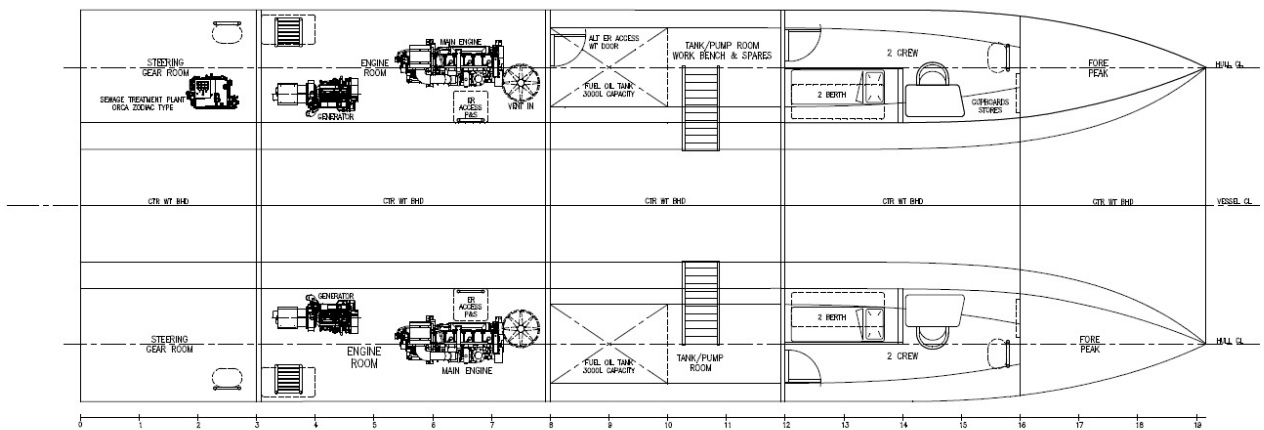 STEERING
GEAR ROOM
SEWAGE TREATMENT PLANT
ORCA ZODIAC TYPE
ENGINE
ROOM
MAIN ENGINE
GENERATOR
ER
ACCESS
P&S
VENT IN
ALT ER ACCESS
WT DOOR
FUEL OIL TANK
3000L CAPACITY
TANK/PUMP ROOM
WORK BENCH & SPARES
2 CREW
2 BERTH
CUPBOARDS
STORES
FORE
PEAK
HULL CL
CTR WT BHD
CTR WT BHD
CTR WT BHD
CTR WT BHD
CTR WT BHD
VESSEL CL
STEERING
GEAR ROOM
GENERATOR
ENGINE
ROOM
ER
ACCESS
P&S
MAIN ENGINE
FUEL OIL TANK
3000L CAPACITY
TANK/PUMP
ROOM
2 BERTH
2 CREW
FORE
PEAK
HULL CL
0 1 2 3 4 5 6 7 8 9 10 11 12 13 14 15 16 17 18 19